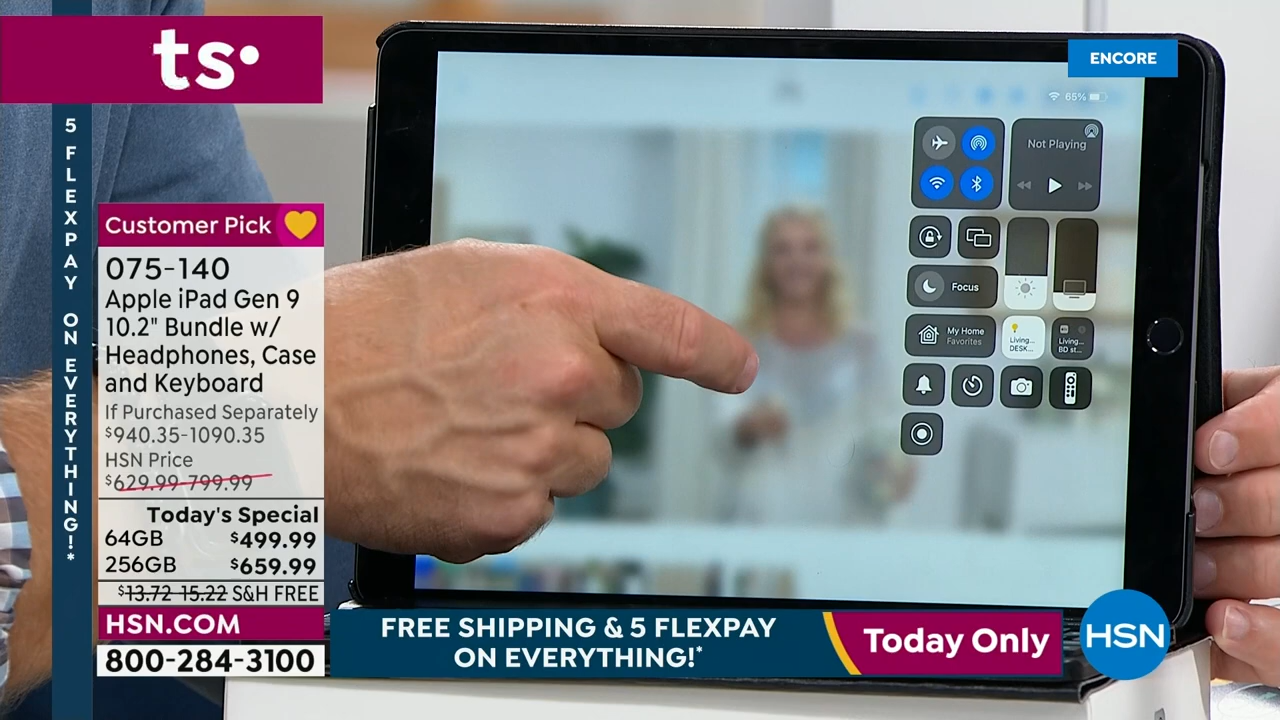 ts.
ENCORE
5 FLEXPAY ON EVERYTHING!*
Customer Pick
075-140
Apple iPad Gen 9
10.2" Bundle w/
Headphones, Case
and Keyboard
If Purchased Separately
$940.35-1090.35
HSN Price
$629.99-799.99
Today's Special
64GB $499.99
256GB $659.99
$13.72-15.22 S&H FREE
HSN.COM
800-284-3100
65%
Not Playing
Focus
My Home
Favorites
Living...
DESK...
Living...
BD st...
FREE SHIPPING & 5 FLEXPAY
ON EVERYTHING!*
Today Only
HSN